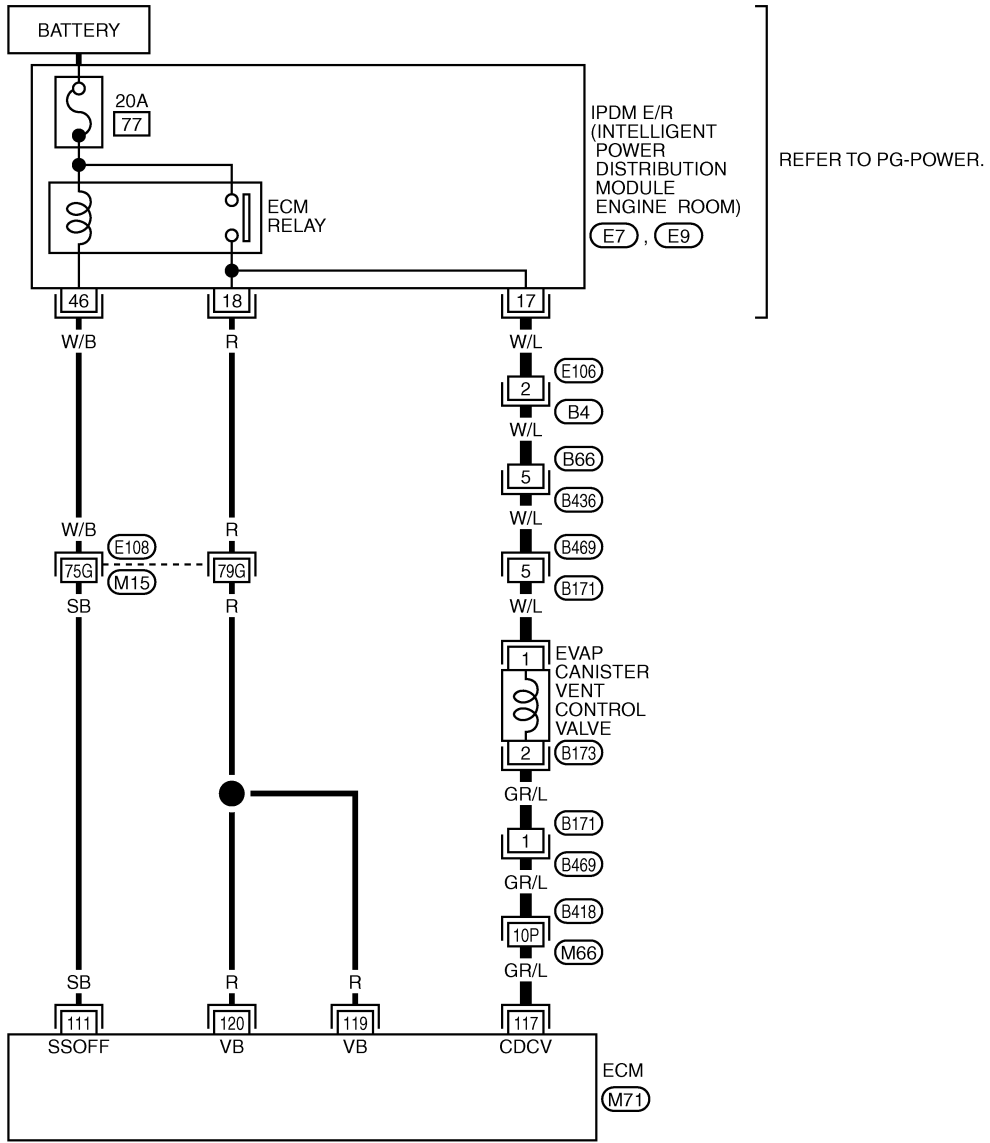 BATTERY
20A
77
IPDM E/R
(INTELLIGENT
POWER
DISTRIBUTION
MODULE
ENGINE ROOM)
E7 , E9
REFER TO PG-POWER.
ECM
RELAY
46
18
17
W/B
R
W/L
2
E106
B4
W/L
5
B66
B436
W/B
R
W/L
75G
E108
M15
79G
5
B469
B171
SB
R
W/L
1
EVAP
CANISTER
VENT
CONTROL
VALVE
2
B173
GR/L
1
B171
B469
GR/L
10P
B418
M66
SB
R
R
GR/L
111
120
119
117
SSOFF
VB
VB
CDCV
ECM
M71